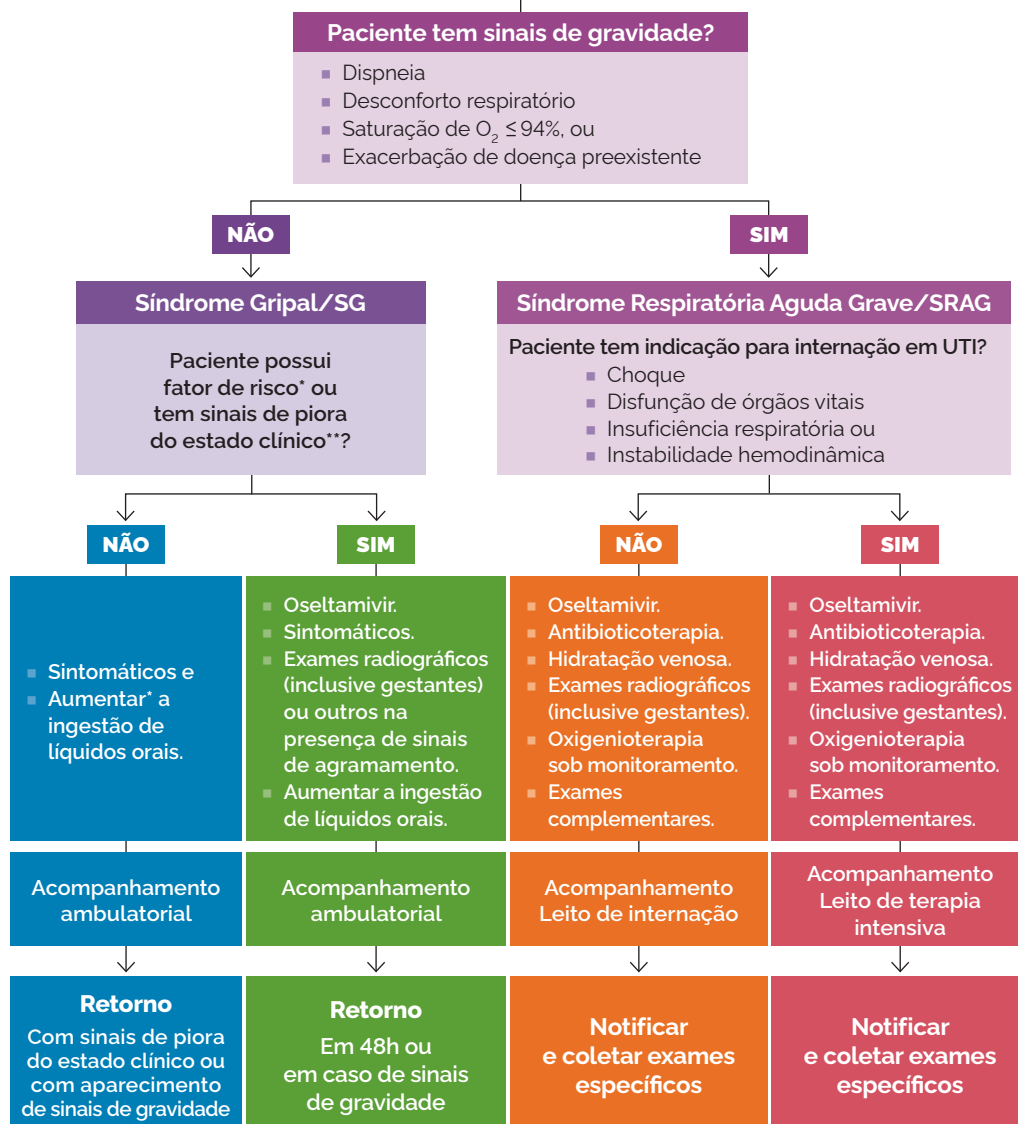 Paciente tem sinais de gravidade?
Dispneia
Desconforto respiratório
Saturação de O₂ ≤ 94%, ou
Exacerbação de doença preexistente
NÃO
SIM
Síndrome Gripal/SG
Paciente possui
fator de risco* ou
tem sinais de piora
do estado clínico**?
Síndrome Respiratória Aguda Grave/SRAG
Paciente tem indicação para internação em UTI?
Choque
Disfunção de órgãos vitais
Insuficiência respiratória ou
Instabilidade hemodinâmica
NÃO
SIM
NÃO
SIM
Sintomáticos e
Aumentar* a
ingestão de
líquidos orais.
Oseltamivir.
Sintomáticos.
Exames radiográficos
(inclusive gestantes)
ou outros na
presença de sinais
de agramamento.
Aumentar a ingestão
de líquidos orais.
Oseltamivir.
Antibioticoterapia.
Hidratação venosa.
Exames radiográficos
(inclusive gestantes).
Oxigenioterapia
sob monitoramento.
Exames
complementares.
Oseltamivir.
Antibioticoterapia.
Hidratação venosa.
Exames radiográficos
(inclusive gestantes).
Oxigenioterapia
sob monitoramento.
Exames
complementares.
Acompanhamento
ambulatorial
Acompanhamento
ambulatorial
Acompanhamento
Leito de internação
Acompanhamento
Leito de terapia
intensiva
Retorno
Com sinais de piora
do estado clínico ou
com aparecimento
de sinais de gravidade
Retorno
Em 48h ou
em caso de sinais
de gravidade
Notificar
e coletar exames
específicos
Notificar
e coletar exames
específicos